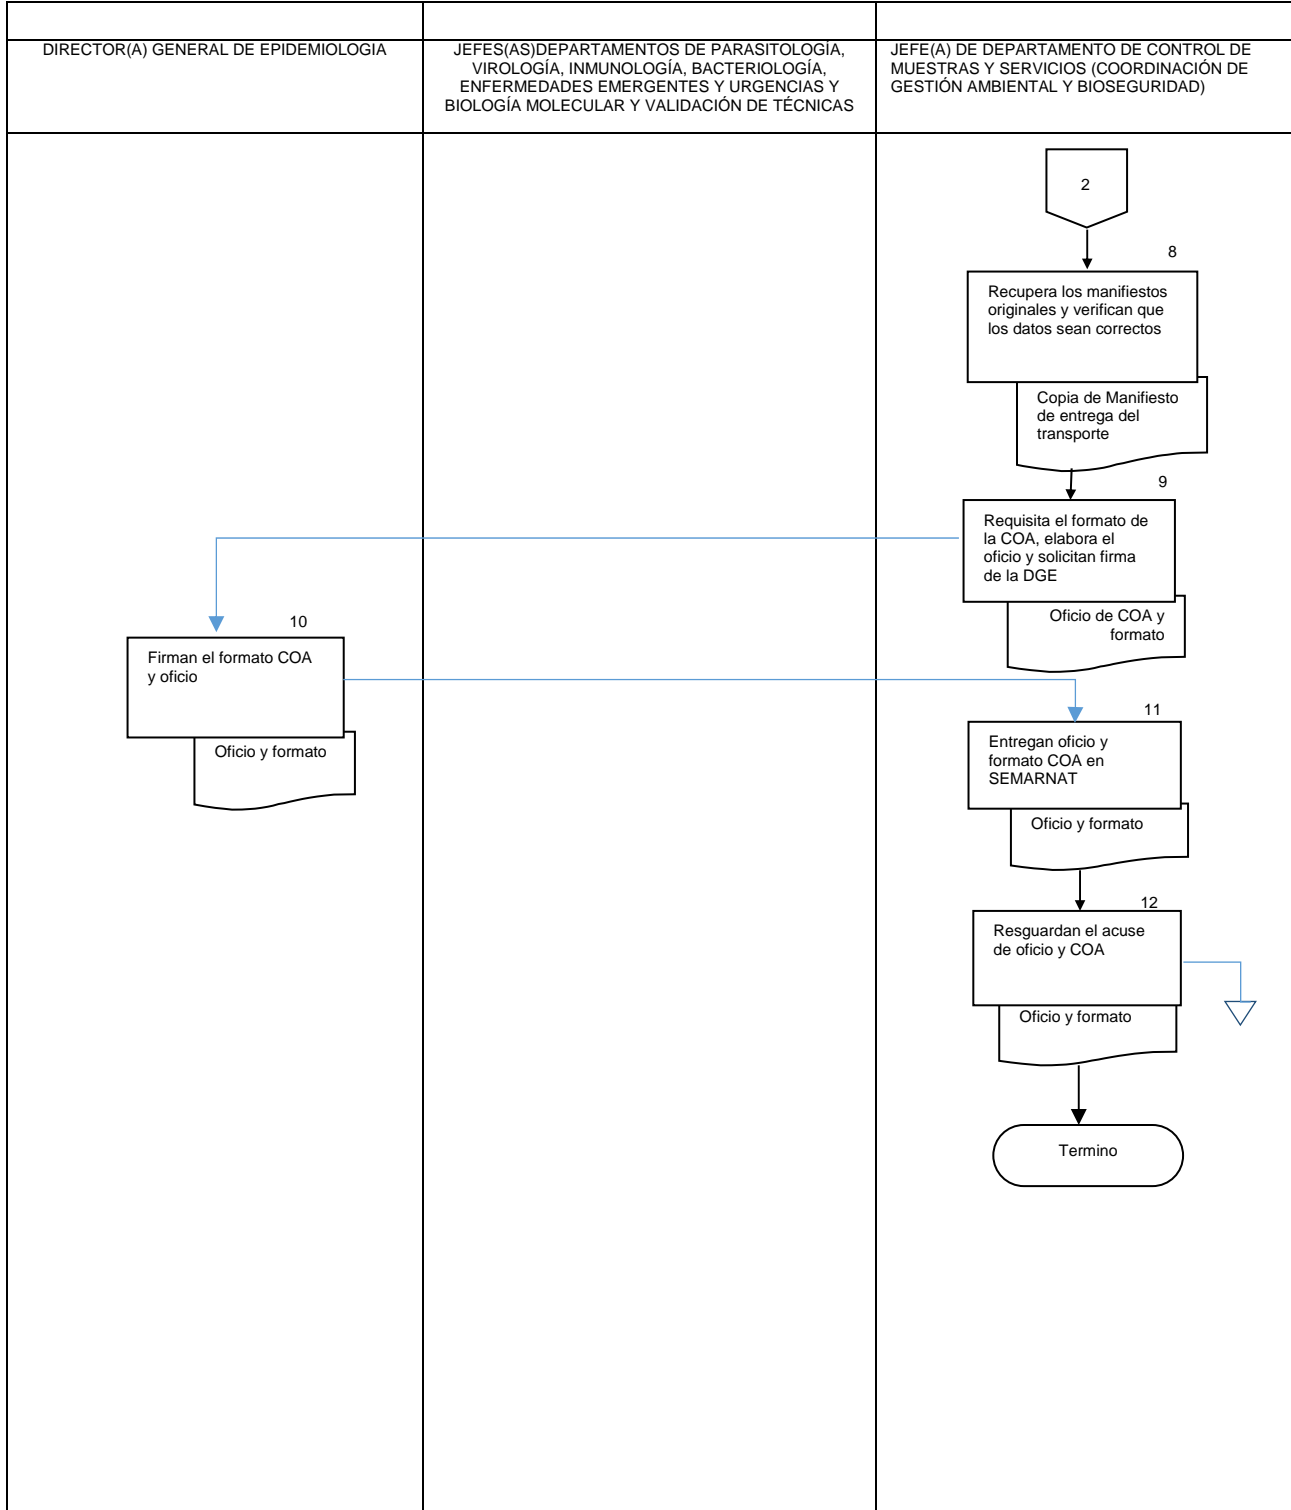 DIRECTOR(A) GENERAL DE EPIDEMIOLOGIA
JEFES(AS)DEPARTAMENTOS DE PARASITOLOGÍA,
VIROLOGÍA, INMUNOLOGÍA, BACTERIOLOGÍA,
ENFERMEDADES EMERGENTES Y URGENCIAS Y
BIOLOGÍA MOLECULAR Y VALIDACIÓN DE TÉCNICAS
JEFE(A) DE DEPARTAMENTO DE CONTROL DE
MUESTRAS Y SERVICIOS (COORDINACIÓN DE
GESTIÓN AMBIENTAL Y BIOSEGURIDAD)
2
8
Recupera los manifiestos
originales y verifican que
los datos sean correctos
Copia de Manifiesto
de entrega del
transporte
9
Requisita el formato de
la COA, elabora el
oficio y solicitan firma
de la DGE
Oficio de COA y
formato
10
Firman el formato COA
y oficio
Oficio y formato
11
Entregan oficio y
formato COA en
SEMARNAT
Oficio y formato
12
Resguardan el acuse
de oficio y COA
Oficio y formato
Termino